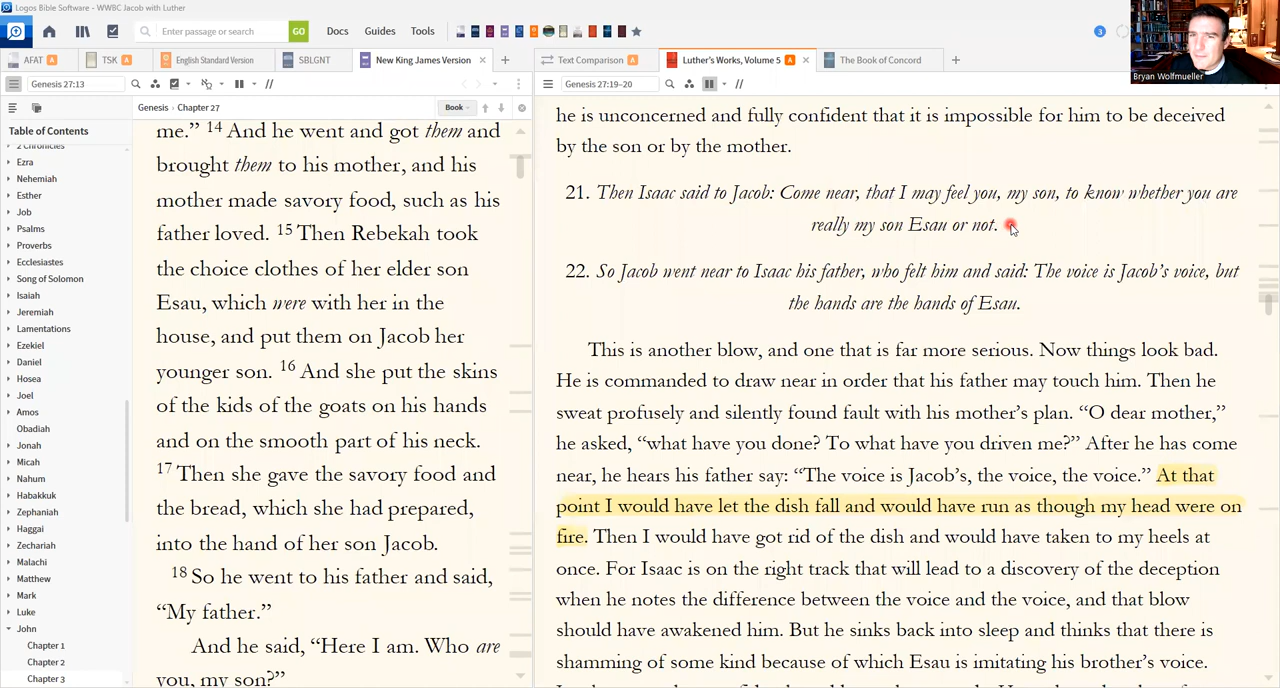 Logos Bible Software - WWBC Jacob with Luther
Enter passage or search
GO
Docs
Guides
Tools
3
Bryan Wolfmueller
AFAT A
TSK A
English Standard Version
SBLGNT
New King James Version ×
+
Text Comparison A
Luther's Works, Volume 5 A ×
The Book of Concord
+
Genesis 27:13
Genesis 27:19–20
Genesis › Chapter 27
Book
Table of Contents
2 Chronicles
Ezra
Nehemiah
Esther
Job
Psalms
Proverbs
Ecclesiastes
Song of Solomon
Isaiah
Jeremiah
Lamentations
Ezekiel
Daniel
Hosea
Joel
Amos
Obadiah
Jonah
Micah
Nahum
Habakkuk
Zephaniah
Haggai
Zechariah
Malachi
Matthew
Mark
Luke
John
Chapter 1
Chapter 2
Chapter 3
me.” 14 And he went and got them and
brought them to his mother, and his
mother made savory food, such as his
father loved. 15 Then Rebekah took
the choice clothes of her elder son
Esau, which were with her in the
house, and put them on Jacob her
younger son. 16 And she put the skins
of the kids of the goats on his hands
and on the smooth part of his neck.
17 Then she gave the savory food and
the bread, which she had prepared,
into the hand of her son Jacob.
18 So he went to his father and said,
“My father.”
And he said, “Here I am. Who are
you, my son?”
he is unconcerned and fully confident that it is impossible for him to be deceived
by the son or by the mother.
21. Then Isaac said to Jacob: Come near, that I may feel you, my son, to know whether you are
really my son Esau or not.
22. So Jacob went near to Isaac his father, who felt him and said: The voice is Jacob’s voice, but
the hands are the hands of Esau.
This is another blow, and one that is far more serious. Now things look bad.
He is commanded to draw near in order that his father may touch him. Then he
sweat profusely and silently found fault with his mother’s plan. “O dear mother,”
he asked, “what have you done? To what have you driven me?” After he has come
near, he hears his father say: “The voice is Jacob’s, the voice, the voice.” At that
point I would have let the dish fall and would have run as though my head were on
fire. Then I would have got rid of the dish and would have taken to my heels at
once. For Isaac is on the right track that will lead to a discovery of the deception
when he notes the difference between the voice and the voice, and that blow
should have awakened him. But he sinks back into sleep and thinks that there is
shamming of some kind because of which Esau is imitating his brother’s voice.